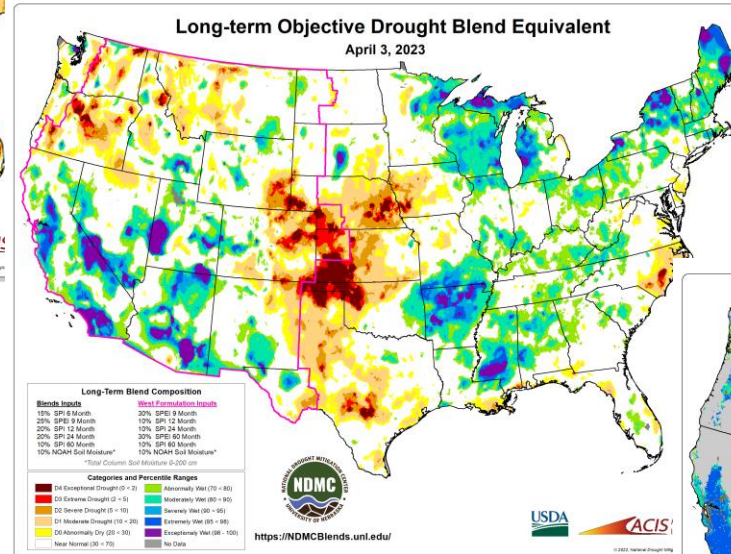 Long-term Objective Drought Blend Equivalent
April 3, 2023
Long-Term Blend Composition
Blends Inputs
15% SPI 6 Month
25% SPEI 9 Month
20% SPI 12 Month
20% SPI 24 Month
10% SPI 60 Month
10% NOAH Soil Moisture*
West Formulation Inputs
30% SPEI 9 Month
10% SPI 12 Month
10% SPI 24 Month
30% SPEI 60 Month
10% SPI 60 Month
10% NOAH Soil Moisture*
*Total Column Soil Moisture 0-200 cm
Categories and Percentile Ranges
D4 Exceptional Drought (0 < 2)
D3 Extreme Drought (2 < 5)
D2 Severe Drought (5 < 10)
D1 Moderate Drought (10 < 20)
D0 Abnormally Dry (20 < 30)
Near Normal (30 < 70)
Abnormally Wet (70 < 80)
Moderately Wet (80 < 90)
Severely Wet (90 < 95)
Extremely Wet (95 < 98)
Exceptionally Wet (98 - 100)
No Data
NATIONAL DROUGHT MITIGATION CENTER
NDMC
UNIVERSITY OF NEBRASKA
https://NDMCBlends.unl.edu/
USDA
ACIS
© 2023, National Drought